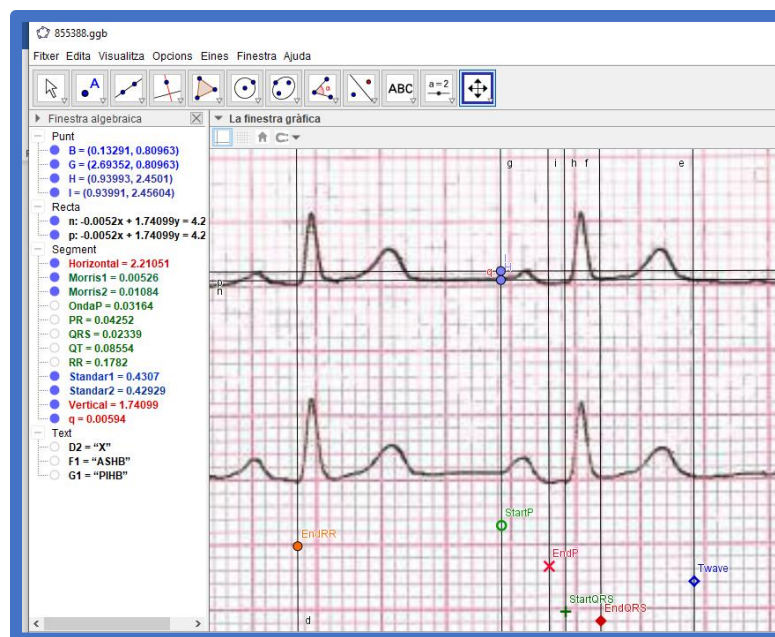 855388.ggb
Fitxer Edita Visualitza Opcions Eines Finestra Ajuda
A
α
ABC
a=2
Finestra algebraica
La finestra gràfica
Punt
B = (0.13291, 0.80963)
G = (2.69352, 0.80963)
H = (0.93993, 2.4501)
I = (0.93991, 2.45604)
Recta
n: -0.0052x + 1.74099y = 4.2
p: -0.0052x + 1.74099y = 4.2
Segment
Horizontal = 2.21051
Morris1 = 0.00526
Morris2 = 0.01084
OndaP = 0.03164
PR = 0.04252
QRS = 0.02339
QT = 0.08554
RR = 0.1782
Standar1 = 0.4307
Standar2 = 0.42929
Vertical = 1.74099
q = 0.00594
Text
D2 = “X”
F1 = “ASHB”
G1 = “PIHB”
g i h f e
q H
p
n
StartP
EndRR
EndP
Twave
StartQRS
EndQRS
d